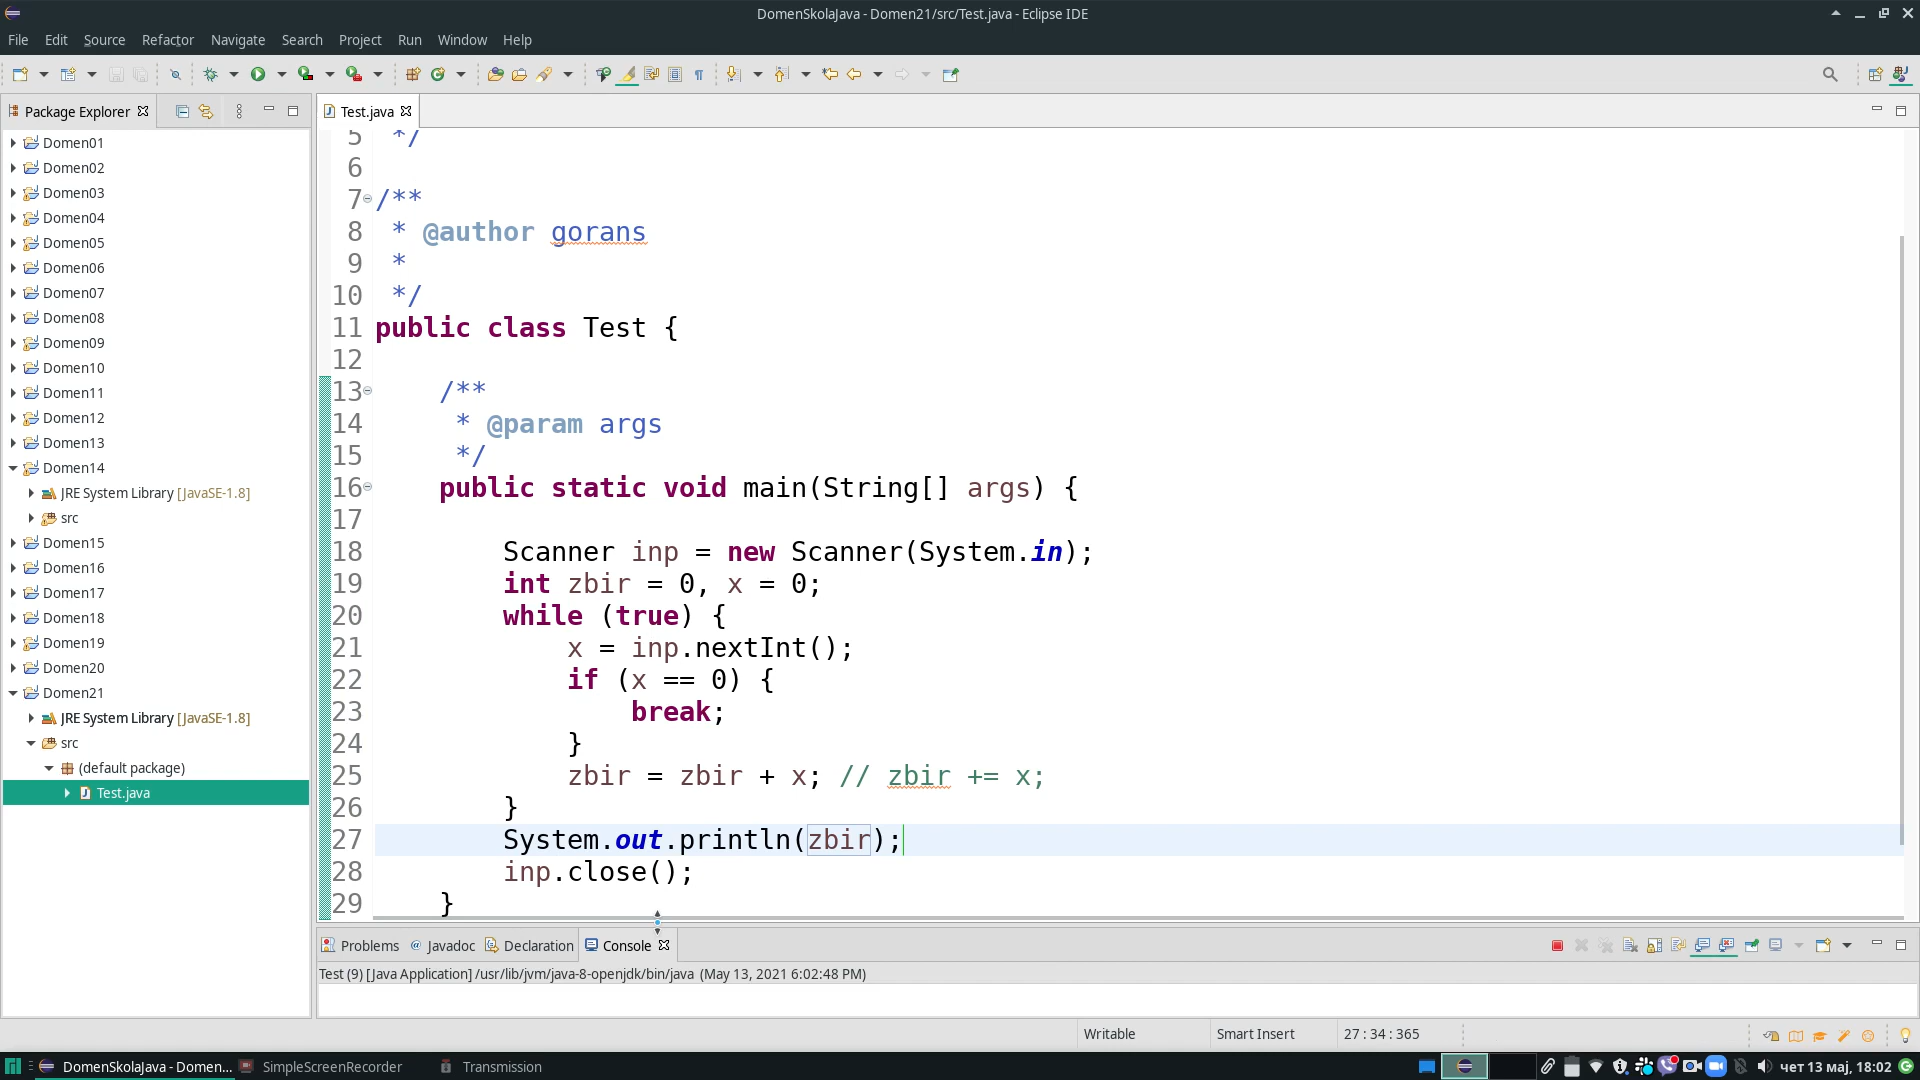 DomenSkolaJava - Domen21/src/Test.java - Eclipse IDE
File Edit Source Refactor Navigate Search Project Run Window Help
Package Explorer
Test.java
Domen01
Domen02
Domen03
Domen04
Domen05
Domen06
Domen07
Domen08
Domen09
Domen10
Domen11
Domen12
Domen13
Domen14
JRE System Library [JavaSE-1.8]
src
Domen15
Domen16
Domen17
Domen18
Domen19
Domen20
Domen21
JRE System Library [JavaSE-1.8]
src
(default package)
Test.java
5 */
6
7 /**
8 * @author gorans
9 *
10 */
11 public class Test {
12
13 /**
14 * @param args
15 */
16 public static void main(String[] args) {
17
18 Scanner inp = new Scanner(System.in);
19 int zbir = 0, x = 0;
20 while (true) {
21 x = inp.nextInt();
22 if (x == 0) {
23 break;
24 }
25 zbir = zbir + x; // zbir += x;
26 }
27 System.out.println(zbir);
28 inp.close();
29 }
Problems Javadoc Declaration Console
Test (9) [Java Application] /usr/lib/jvm/java-8-openjdk/bin/java (May 13, 2021 6:02:48 PM)
Writable Smart Insert 27 : 34 : 365
DomenSkolaJava - Domen... SimpleScreenRecorder Transmission чет 13 мај, 18:02